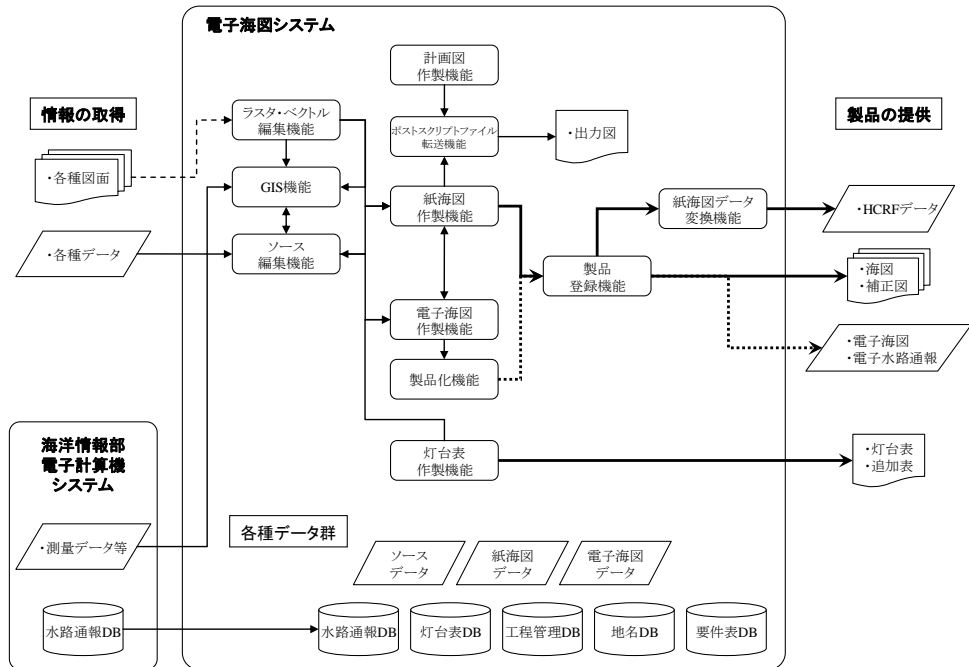 電子海図システム
計画図
作製機能
情報の取得
ラスタ・ベクトル
編集機能
ポストスクリプトファイル
転送機能
・出力図
製品の提供
・各種図面
GIS機能
紙海図
作製機能
紙海図データ
変換機能
・HCRFデータ
・各種データ
ソース
編集機能
製品
登録機能
・海図
・補正図
電子海図
作製機能
・電子海図
・電子水路通報
製品化機能
海洋情報部
電子計算機
システム
灯台表
作製機能
・灯台表
・追加表
・測量データ等
各種データ群
ソース
データ
紙海図
データ
電子海図
データ
水路通報DB
水路通報DB
灯台表DB
工程管理DB
地名DB
要件表DB